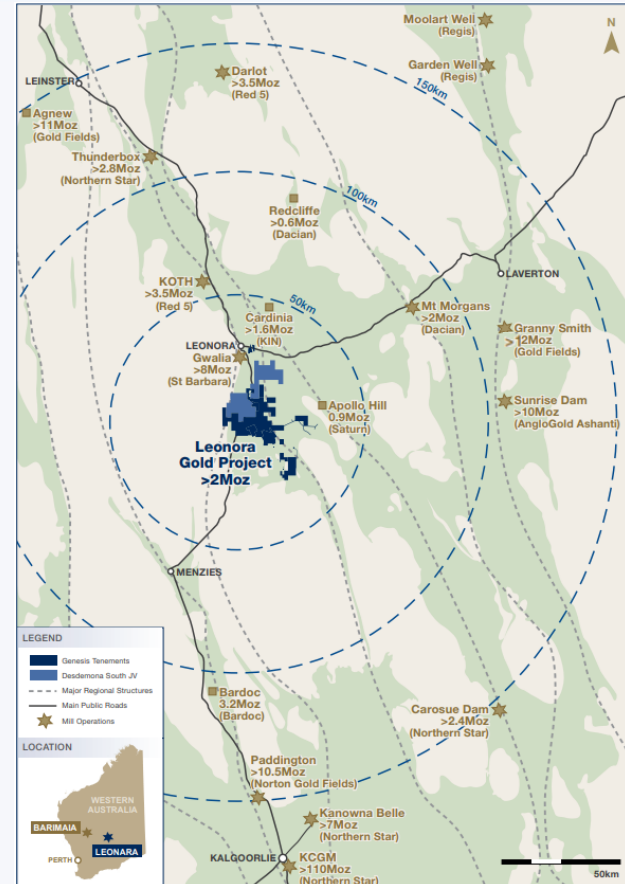 Moolart Well
(Regis)
N
Garden Well
(Regis)
150km
LEINSTER
Darlot
>3.5Moz
(Red 5)
Agnew
>11Moz
(Gold Fields)
Thunderbox
>2.8Moz
(Northern Star)
100km
Redcliffe
>0.6Moz
(Dacian)
LAVERTON
KOTH
>3.5Moz
(Red 5)
50km
Cardinia
>1.6Moz
(KIN)
Mt Morgans
>2Moz
(Dacian)
Granny Smith
>12Moz
(Gold Fields)
LEONORA
Gwalia
>8Moz
(St Barbara)
Apollo Hill
0.9Moz
(Saturn)
Sunrise Dam
>10Moz
(AngloGold Ashanti)
Leonora
Gold Project
>2Moz
MENZIES
LEGEND
Genesis Tenements
Desdemona South JV
Major Regional Structures
Main Public Roads
Mill Operations
LOCATION
WESTERN
AUSTRALIA
BARIMAIA
LEONARA
PERTH
Bardoc
3.2Moz
(Bardoc)
Carosue Dam
>2.4Moz
(Northern Star)
Paddington
>10.5Moz
(Norton Gold Fields)
Kanowna Belle
>7Moz
(Northern Star)
KALGOORLIE
KCGM
>110Moz
(Northern Star)
50km